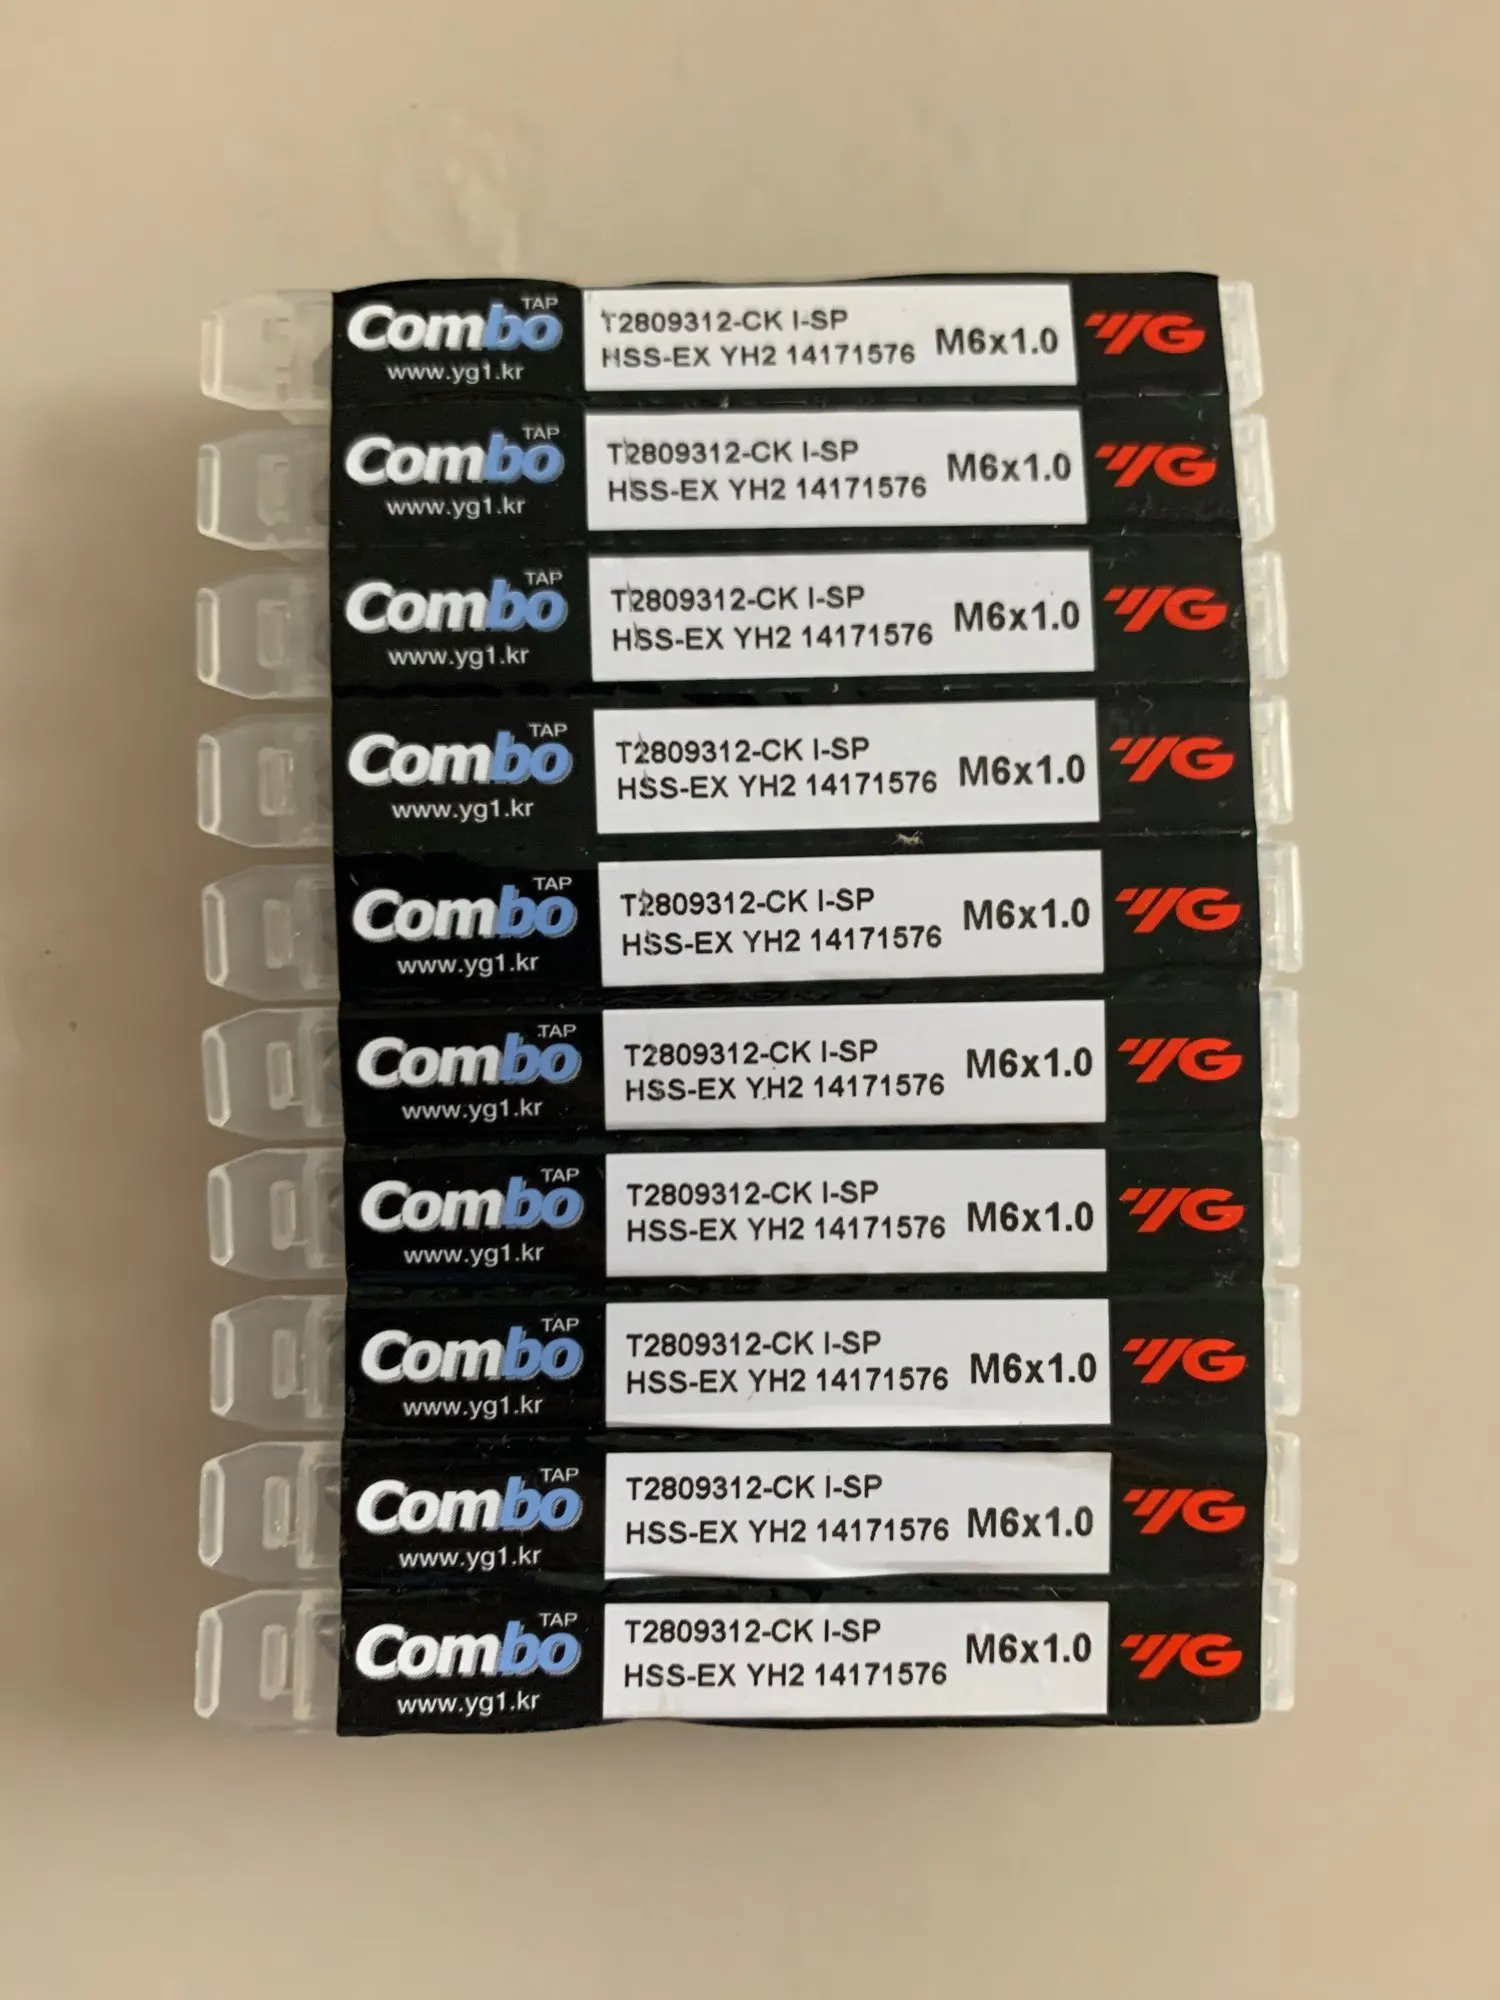 Combo TAP
www.yg1.kr
T2809312-CK I-SP
HSS-EX YH2 14171576
M6x1.0
YG
Combo TAP
www.yg1.kr
T2809312-CK I-SP
HSS-EX YH2 14171576
M6x1.0
YG
Combo TAP
www.yg1.kr
T2809312-CK I-SP
HSS-EX YH2 14171576
M6x1.0
YG
Combo TAP
www.yg1.kr
T2809312-CK I-SP
HSS-EX YH2 14171576
M6x1.0
YG
Combo TAP
www.yg1.kr
T2809312-CK I-SP
HSS-EX YH2 14171576
M6x1.0
YG
Combo TAP
www.yg1.kr
T2809312-CK I-SP
HSS-EX YH2 14171576
M6x1.0
YG
Combo TAP
www.yg1.kr
T2809312-CK I-SP
HSS-EX YH2 14171576
M6x1.0
YG
Combo TAP
www.yg1.kr
T2809312-CK I-SP
HSS-EX YH2 14171576
M6x1.0
YG
Combo TAP
www.yg1.kr
T2809312-CK I-SP
HSS-EX YH2 14171576
M6x1.0
YG
Combo TAP
www.yg1.kr
T2809312-CK I-SP
HSS-EX YH2 14171576
M6x1.0
YG